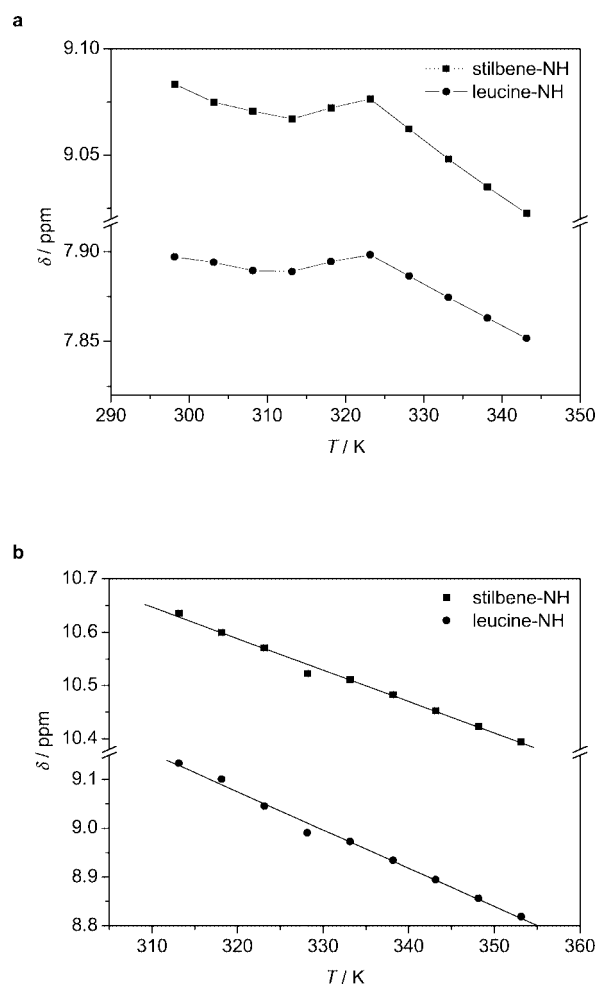 a
9.10
stilbene-NH
leucine-NH
9.05
δ / ppm
7.90
7.85
290 300 310 320 330 340 350
T / K
b
10.7
stilbene-NH
leucine-NH
10.6
10.5
10.4
δ / ppm
9.1
9.0
8.9
8.8
310 320 330 340 350 360
T / K